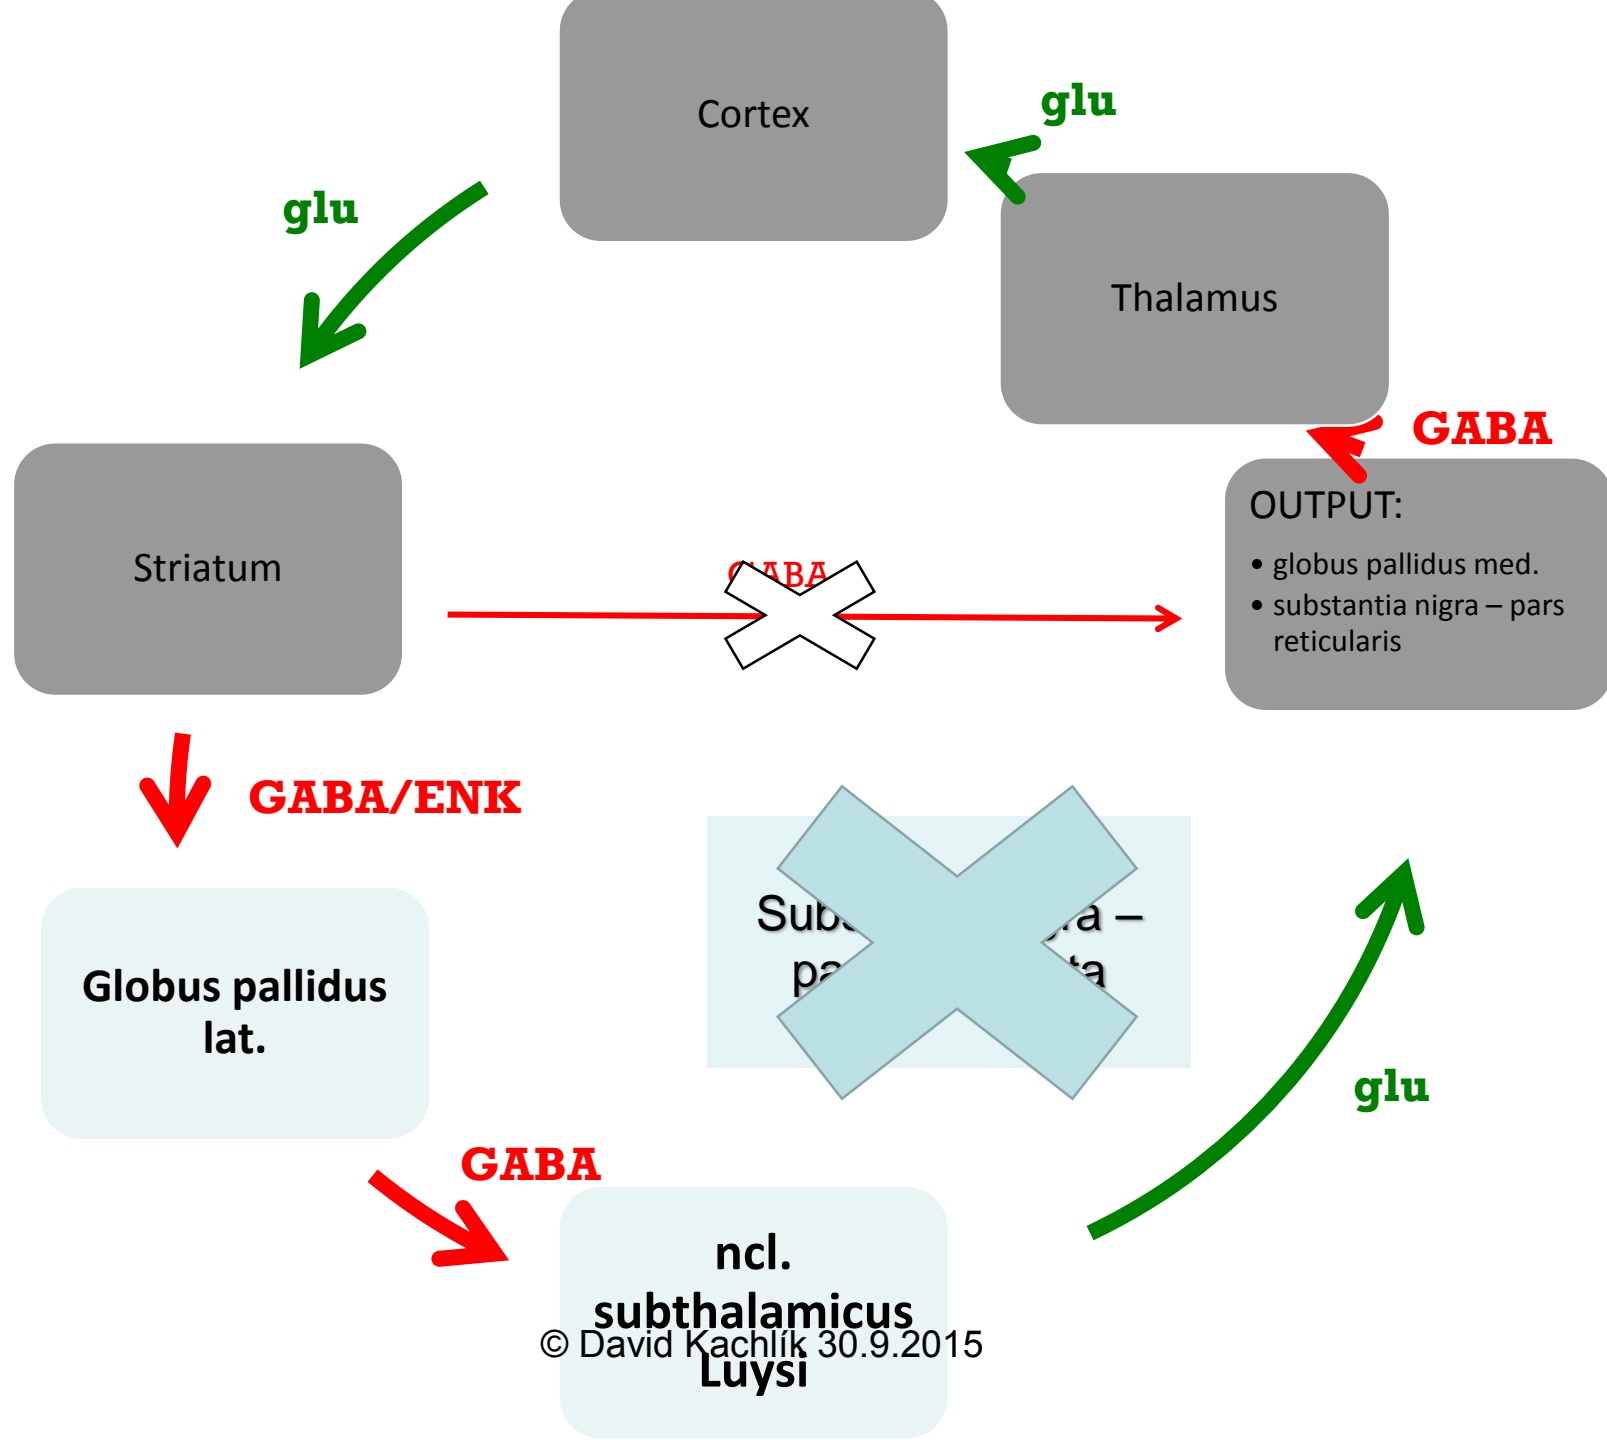 Cortex
glu
glu
Thalamus
GABA
OUTPUT:
• globus pallidus med.
• substantia nigra – pars
reticularis
Striatum
GABA
GABA/ENK
Globus pallidus
lat.
–
glu
GABA
ncl.
subthalamicus
© David Kachlík 30.9.2015
Luysi